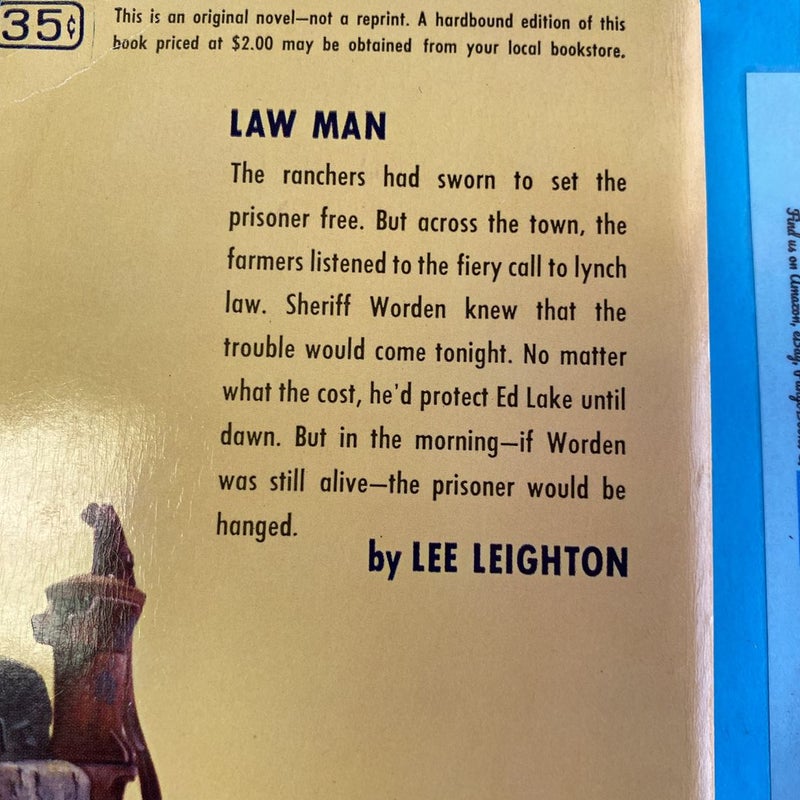 35¢
This is an original novel—not a reprint. A hardbound edition of this
book priced at $2.00 may be obtained from your local bookstore.
LAW MAN
The ranchers had sworn to set the
prisoner free. But across the town, the
farmers listened to the fiery call to lynch
law. Sheriff Worden knew that the
trouble would come tonight. No matter
what the cost, he'd protect Ed Lake until
dawn. But in the morning—if Worden
was still alive—the prisoner would be
hanged.
by LEE LEIGHTON
Find us on Amazon, eBay,